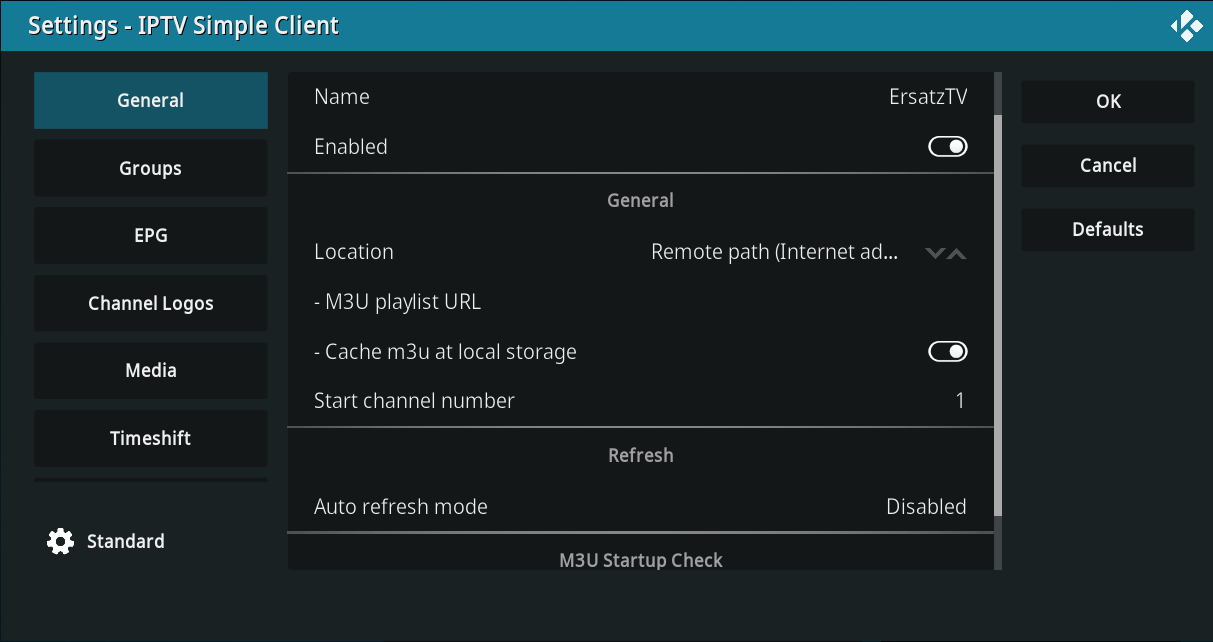 Settings - IPTV Simple Client
General
Groups
EPG
Channel Logos
Media
Timeshift
Standard
Name ErsatzTV
Enabled
General
Location Remote path (Internet ad...
- M3U playlist URL
- Cache m3u at local storage
Start channel number 1
Refresh
Auto refresh mode Disabled
M3U Startup Check
OK
Cancel
Defaults